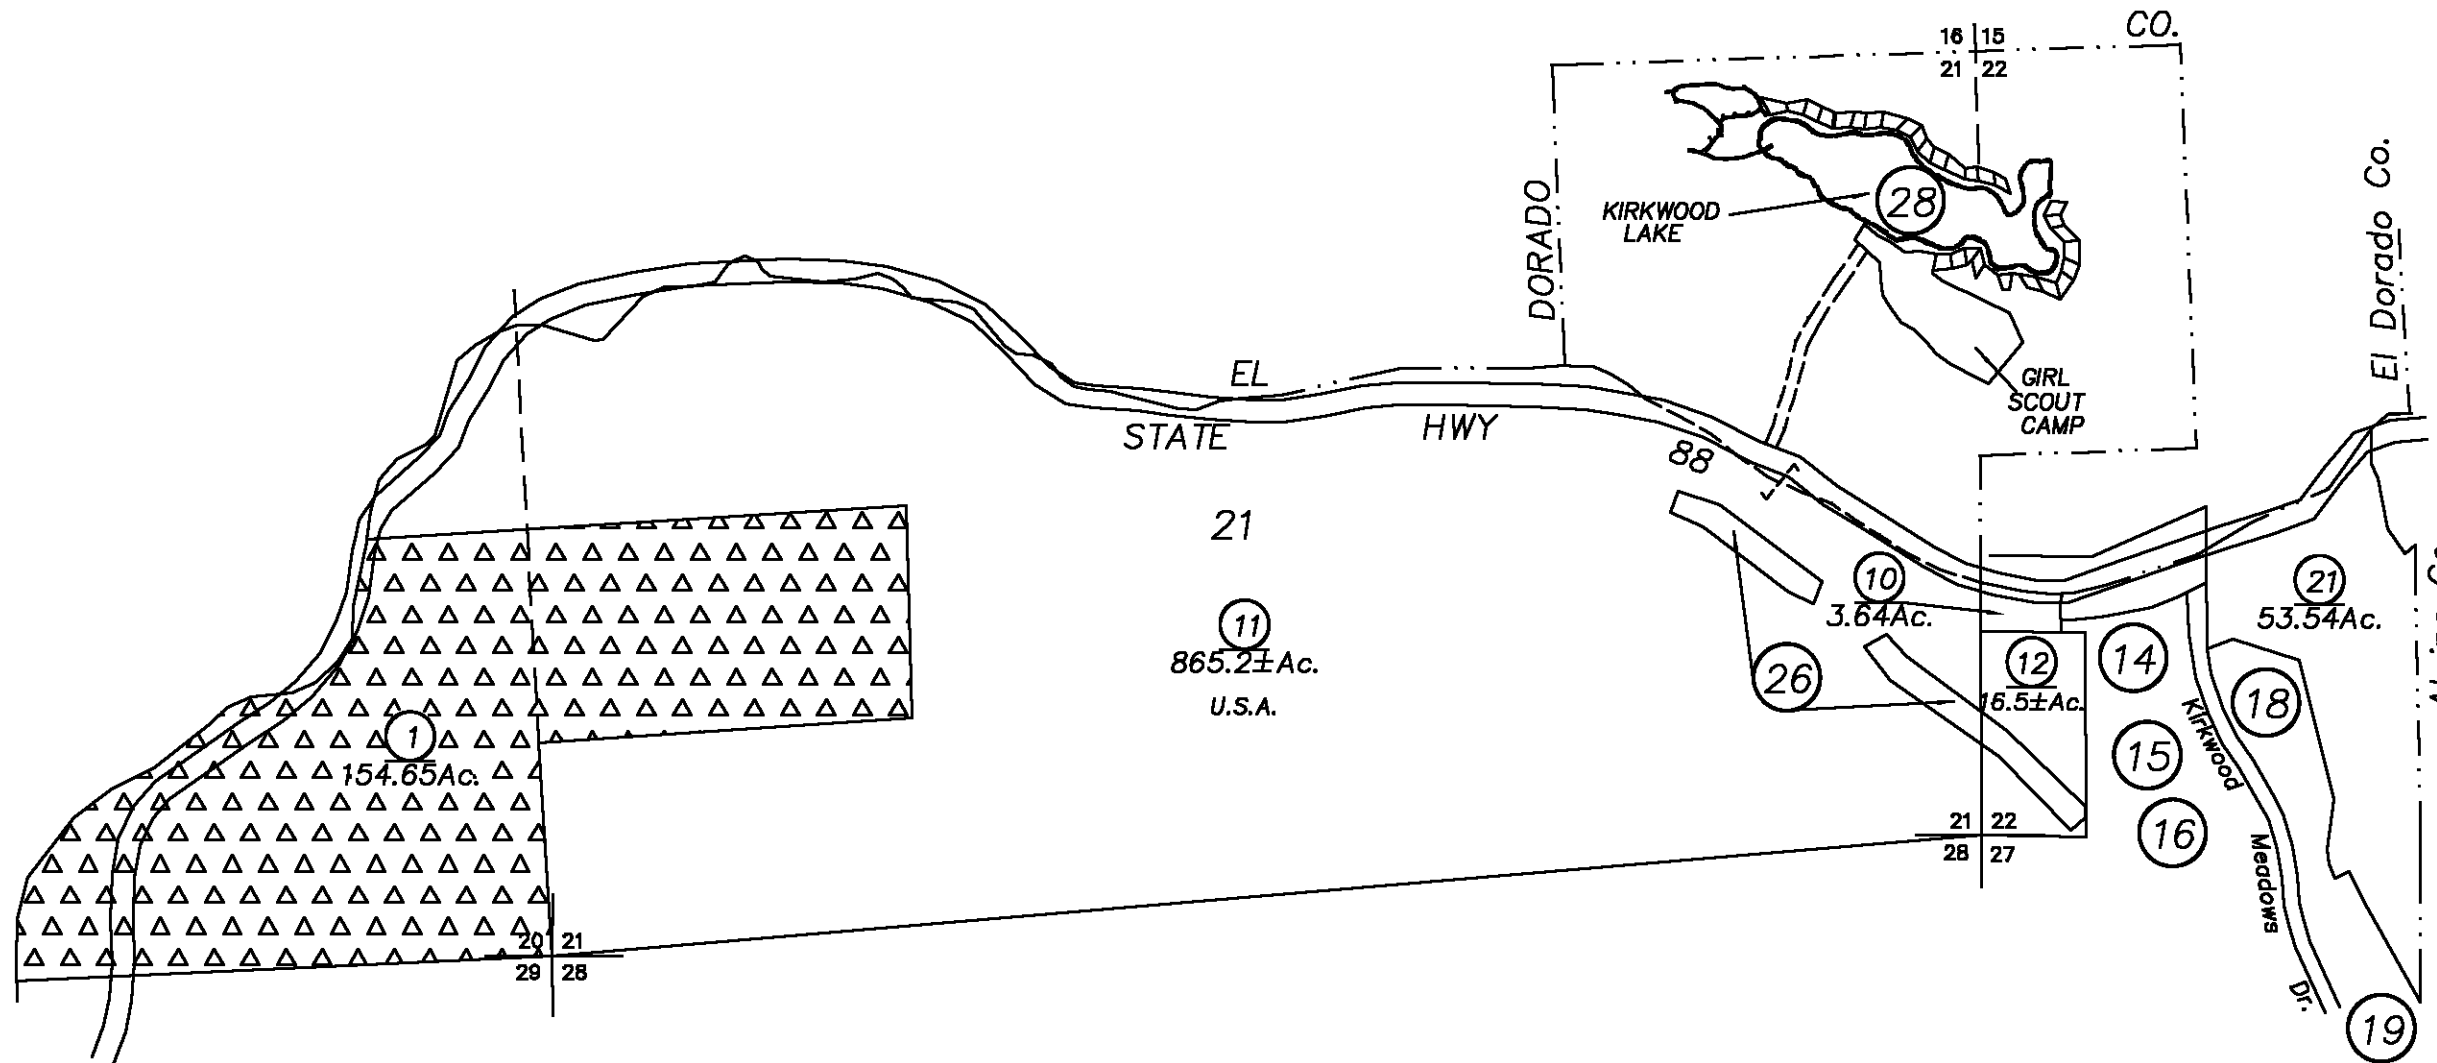 CO.
16 15
21 22
KIRKWOOD
LAKE
28
DORADO
El Dorado Co.
EL
STATE HWY 88
GIRL
SCOUT
CAMP
21
10
3.64Ac.
21
53.54Ac.
11
865.2±Ac.
U.S.A.
12
16.5±Ac.
14
26
18
1
154.65Ac.
15
16
Kirkwood Meadows Dr.
21 22
28 27
20 21
29 28
19